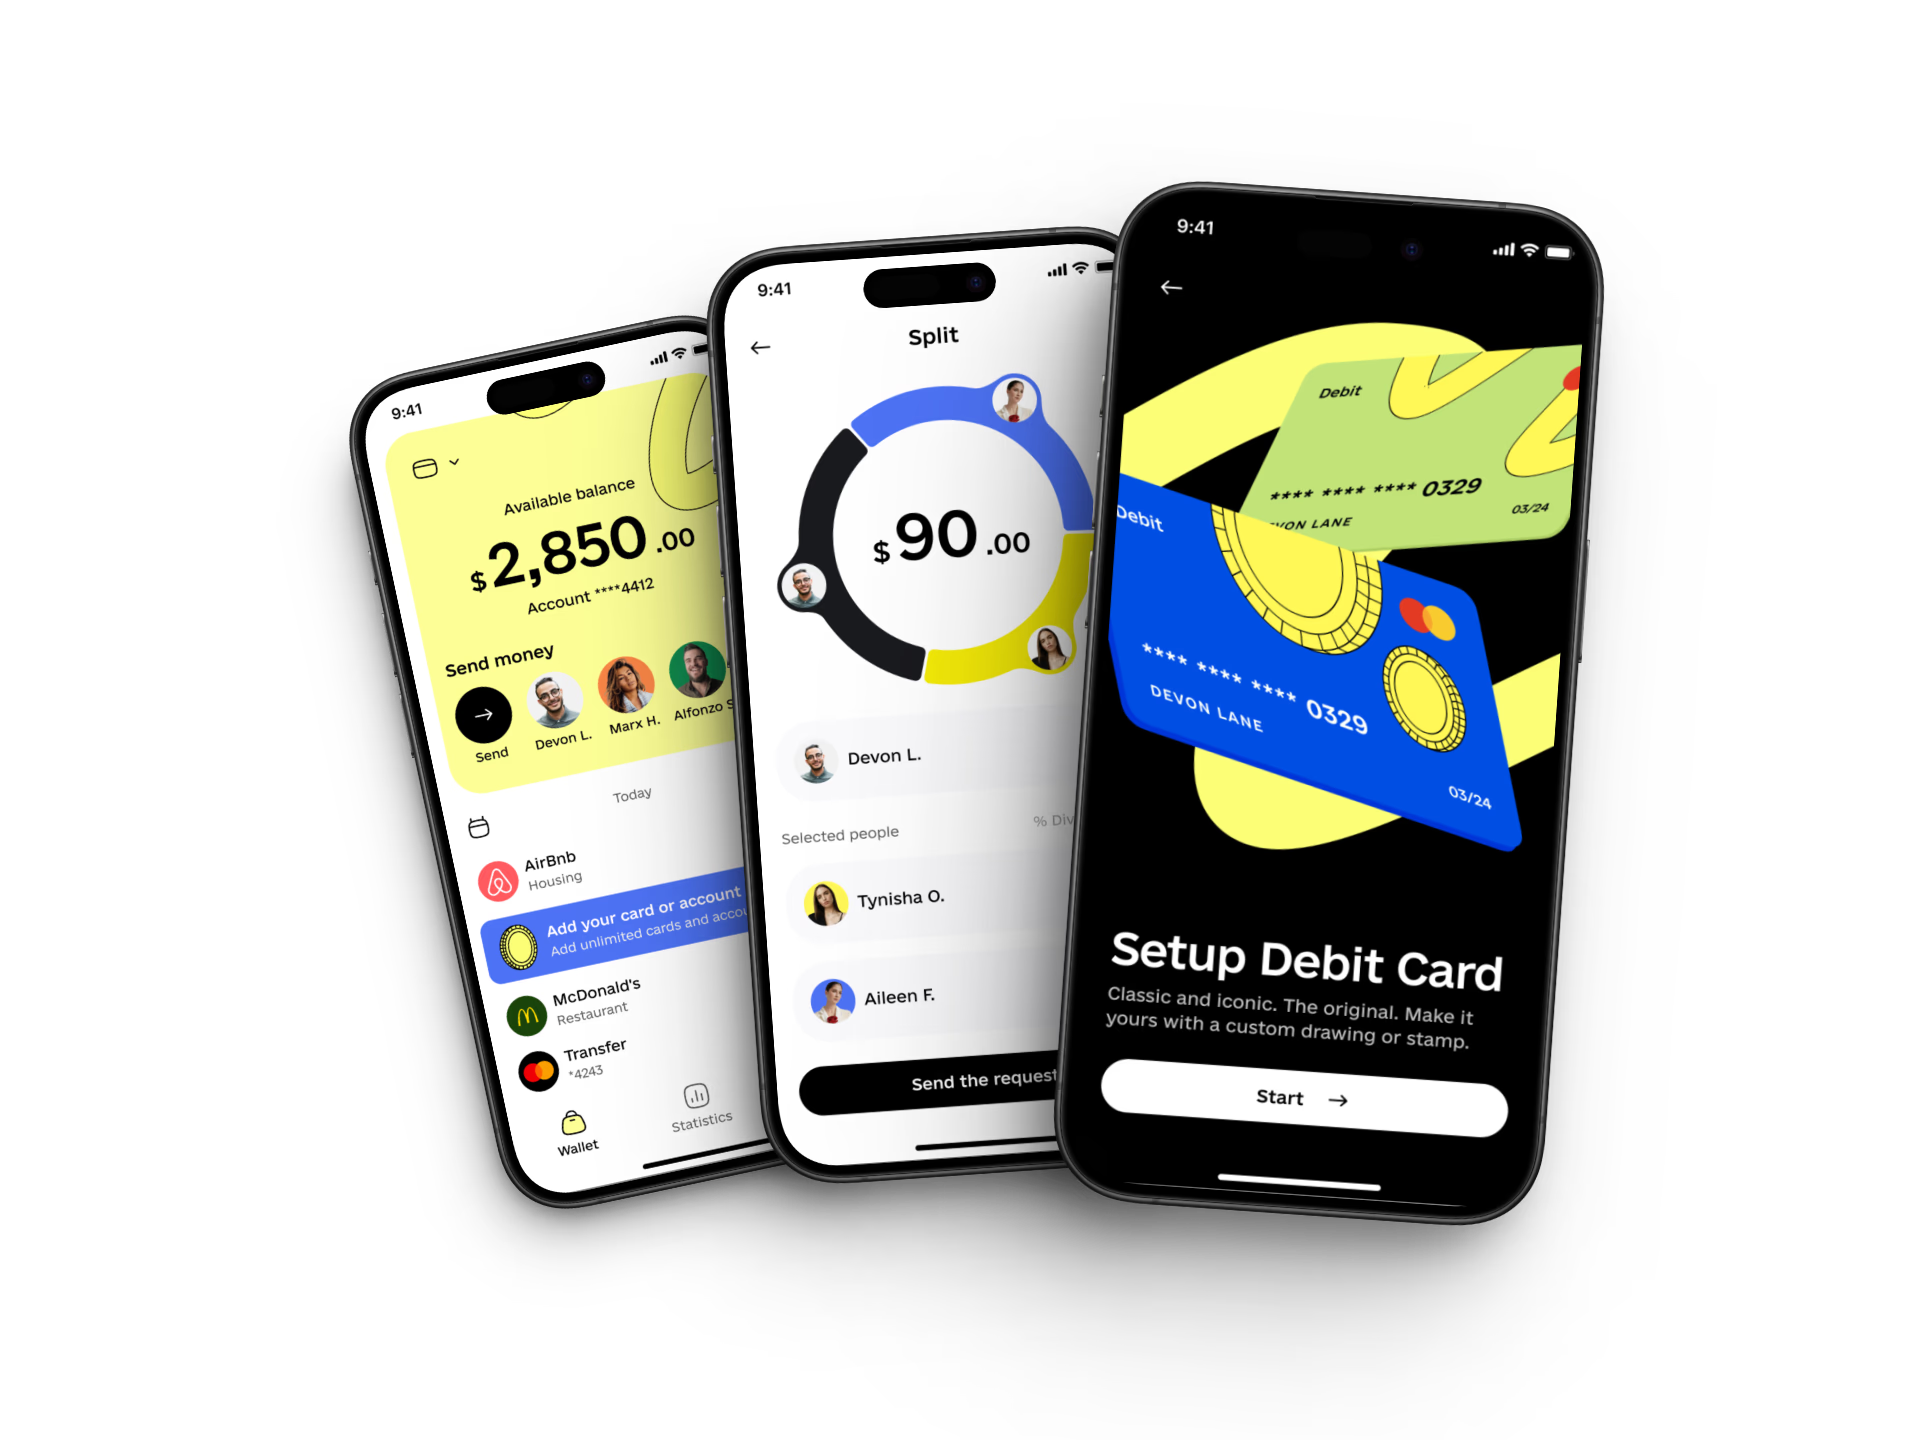 9:41
Available balance
$2,850.00
Account ****4412
Send money
Send
Devon L.
Marx H.
Alfonzo S
Today
AirBnb
Housing
Add your card or account
Add unlimited cards and accou
McDonald's
Restaurant
Transfer
*4243
Wallet
Statistics
9:41
Split
$90.00
Devon L.
Selected people
% Div
Tynisha O.
Aileen F.
Send the request
9:41
Debit
**** **** **** 0329
03/24
VON LANE
Debit
**** **** **** 0329
DEVON LANE
03/24
Setup Debit Card
Classic and iconic. The original. Make it
yours with a custom drawing or stamp.
Start